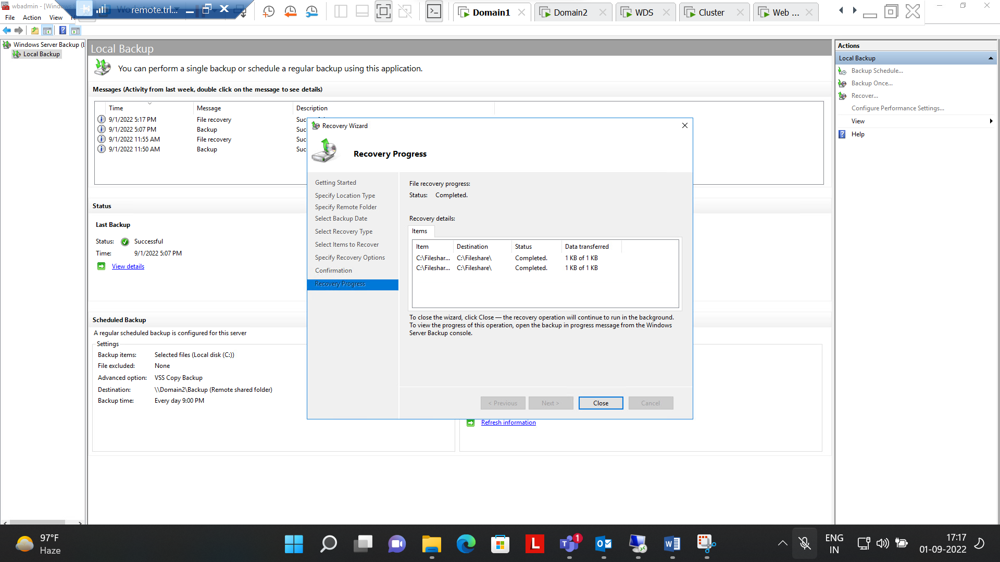 wbadmin - [Wind
remote.trl...
Domain1
Domain2
WDS
Cluster
Web ...
File Action View
Windows Server Backup (L
Local Backup
Local Backup
You can perform a single backup or schedule a regular backup using this application.
Messages (Activity from last week, double click on the message to see details)
Time Message Description
9/1/2022 5:17 PM File recovery Suc
9/1/2022 5:07 PM Backup Suc
9/1/2022 11:55 AM File recovery Suc
9/1/2022 11:50 AM Backup Suc
Status
Last Backup
Status: Successful
Time: 9/1/2022 5:07 PM
View details
Scheduled Backup
A regular scheduled backup is configured for this server
Settings
Backup items: Selected files (Local disk (C:))
File excluded: None
Advanced option: VSS Copy Backup
Destination: \\Domain2\Backup (Remote shared folder)
Backup time: Every day 9:00 PM
Refresh information
Recovery Wizard
Recovery Progress
Getting Started
Specify Location Type
Specify Remote Folder
Select Backup Date
Select Recovery Type
Select Items to Recover
Specify Recovery Options
Confirmation
Recovery Progress
File recovery progress:
Status: Completed.
Recovery details:
Items
Item Destination Status Data transferred
C:\Fileshar... C:\Fileshare\ Completed. 1 KB of 1 KB
C:\Fileshar... C:\Fileshare\ Completed. 1 KB of 1 KB
To close the wizard, click Close — the recovery operation will continue to run in the background.
To view the progress of this operation, open the backup in progress message from the Windows
Server Backup console.
< Previous Next > Close Cancel
Actions
Local Backup
Backup Schedule...
Backup Once...
Recover...
Configure Performance Settings...
View
Help
97°F
Haze
L
1
ENG
IN
17:17
01-09-2022